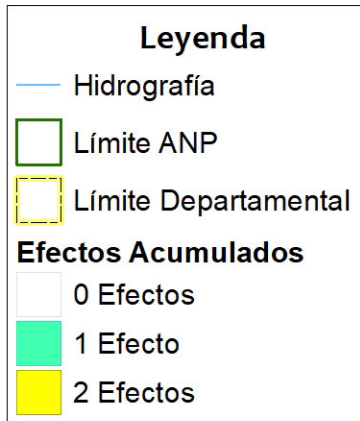 Leyenda
Hidrografía
Límite ANP
Límite Departamental
Efectos Acumulados
0 Efectos
1 Efecto
2 Efectos